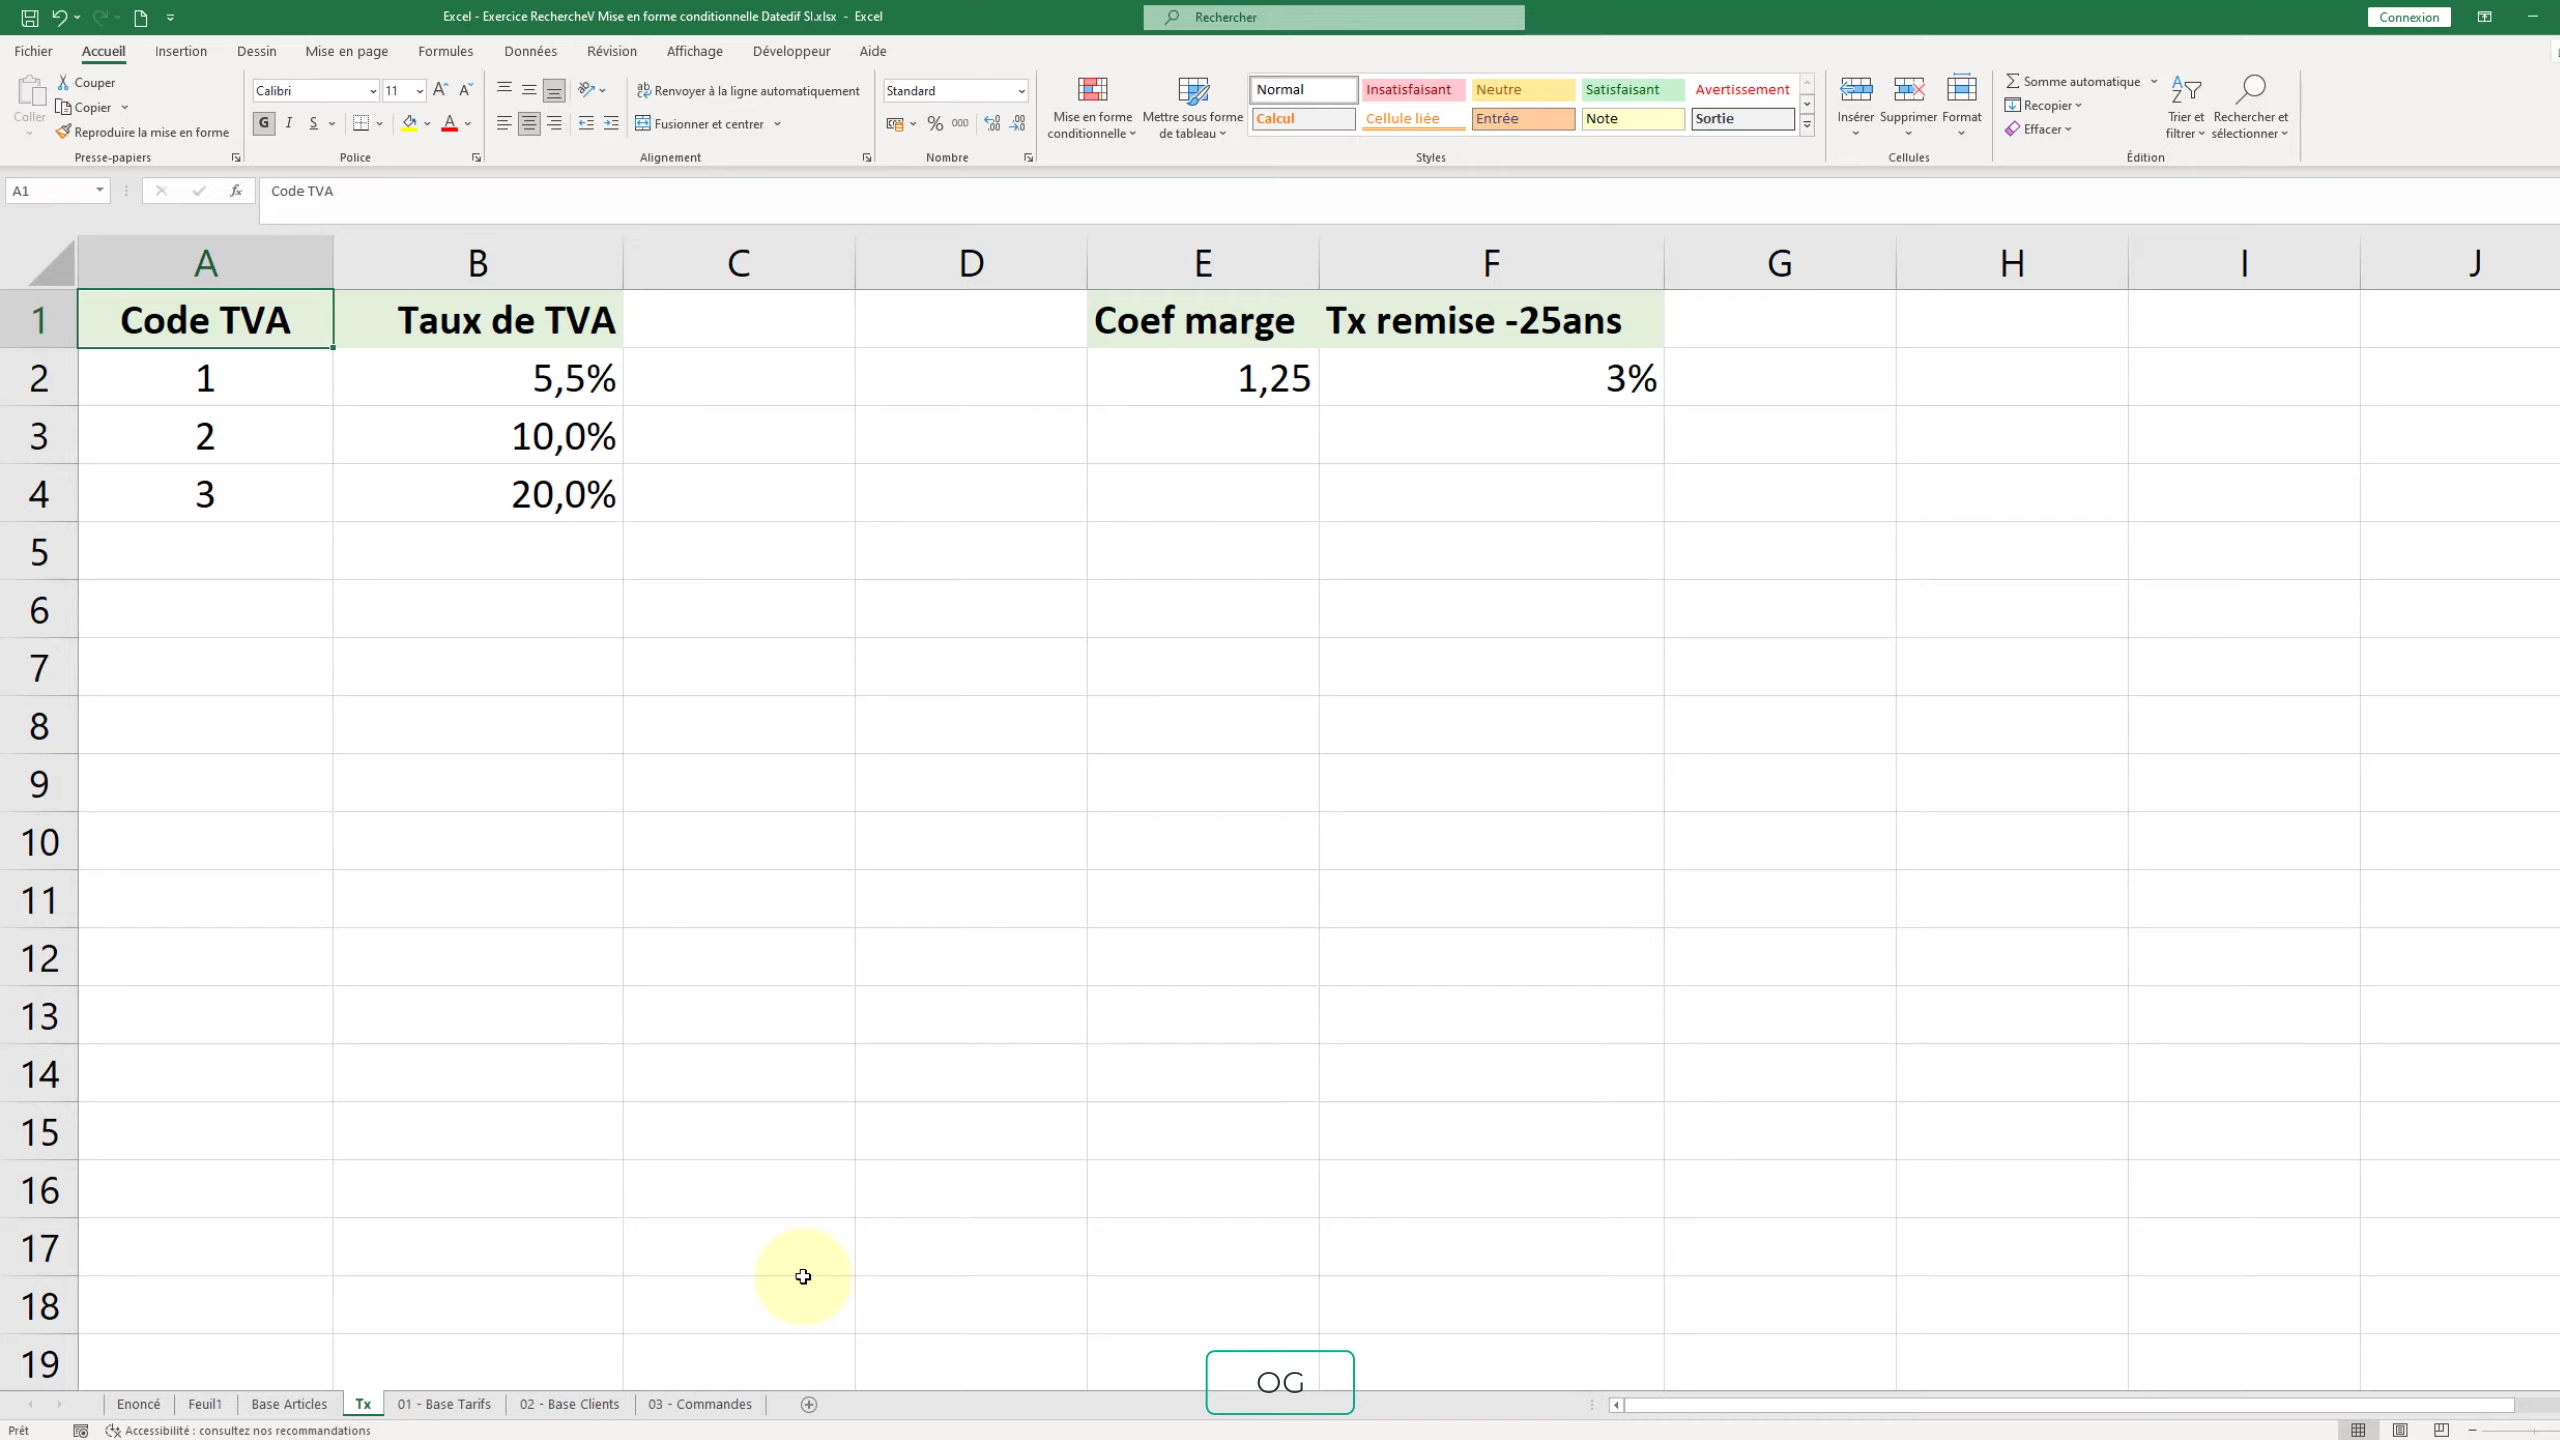 Excel - Exercice RechercheV Mise en forme conditionnelle Datedif SI.xlsx - Excel
Rechercher
Connexion
Fichier Accueil Insertion Dessin Mise en page Formules Données Révision Affichage Développeur Aide
Coller
Couper
Copier
Reproduire la mise en forme
Presse-papiers
Calibri 11
G I S
Police
Renvoyer à la ligne automatiquement
Fusionner et centrer
Alignement
Standard
% 000
Nombre
Mise en forme
conditionnelle
Mettre sous forme
de tableau
Normal Insatisfaisant Neutre Satisfaisant Avertissement
Calcul Cellule liée Entrée Note Sortie
Styles
Insérer Supprimer Format
Cellules
Somme automatique
Recopier
Effacer
Trier et
filtrer
Rechercher et
sélectionner
Édition
A1 fx Code TVA
A B C D E F G H I J
1 Code TVA Taux de TVA Coef marge Tx remise -25ans
2 1 5,5% 1,25 3%
3 2 10,0%
4 3 20,0%
5
6
7
8
9
10
11
12
13
14
15
16
17
18
19
OG
Enoncé Feuil1 Base Articles Tx 01 - Base Tarifs 02 - Base Clients 03 - Commandes
Prêt Accessibilité : consultez nos recommandations